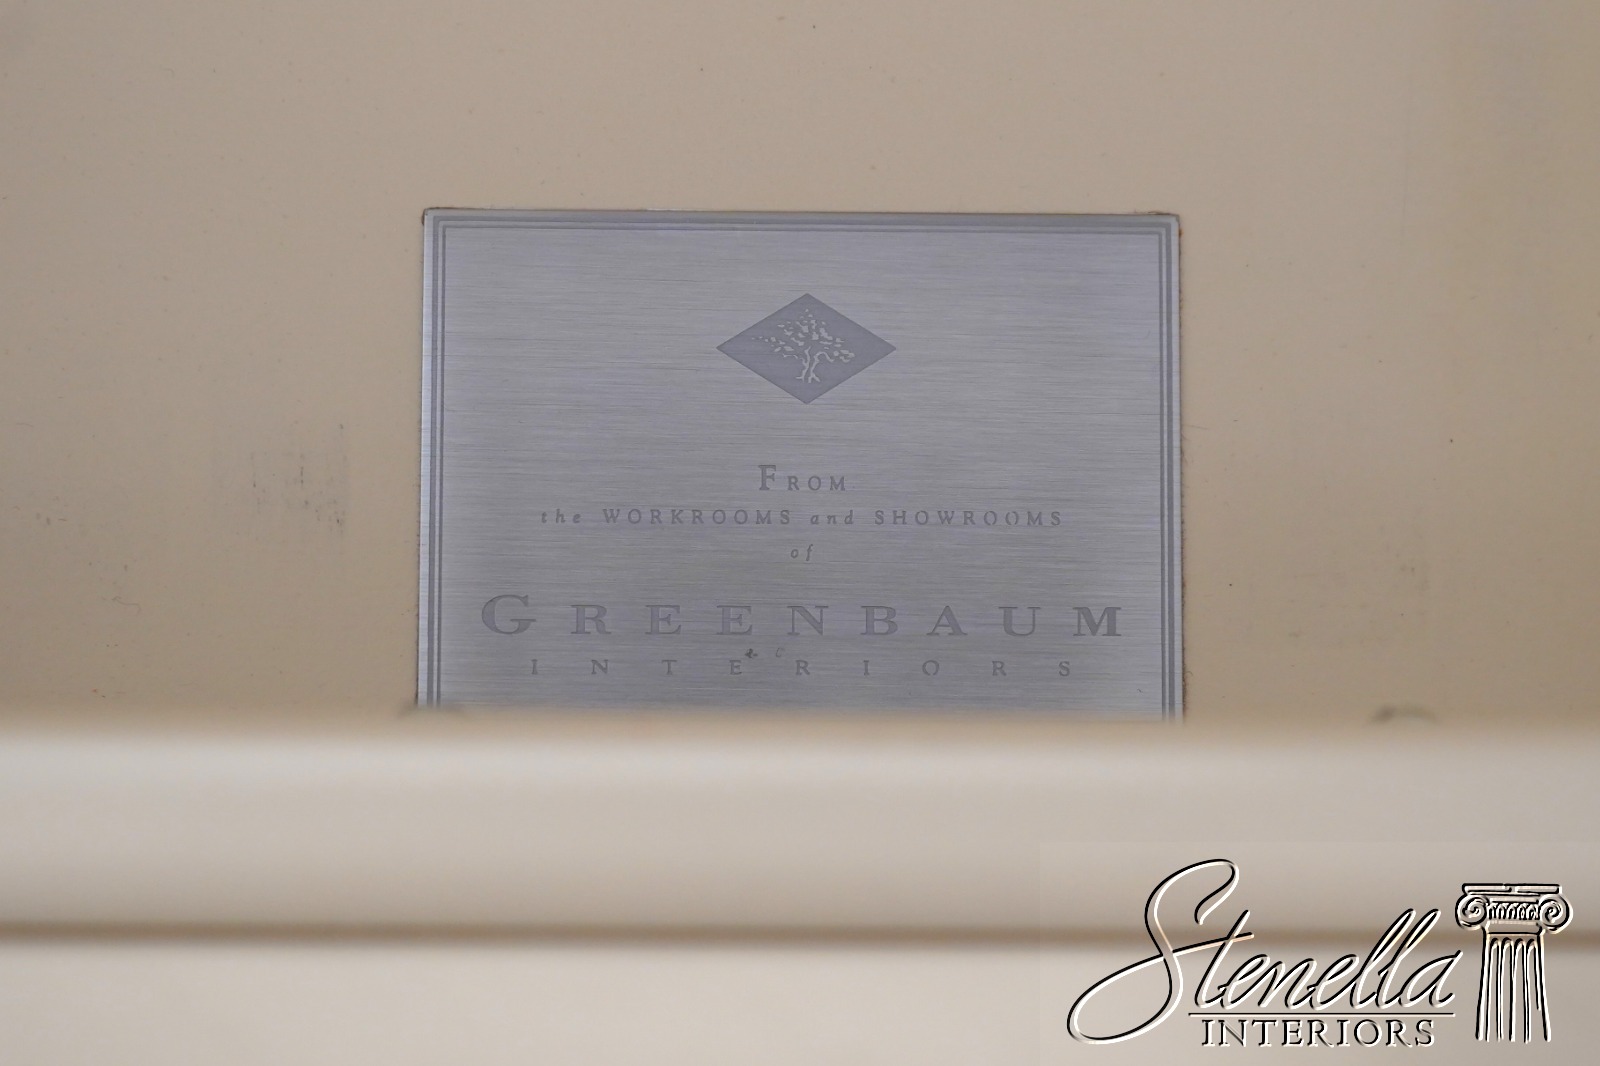 FROM
the WORKROOMS and SHOWROOMS
of
GREENBAUM
INTERIORS
Stenella
INTERIORS